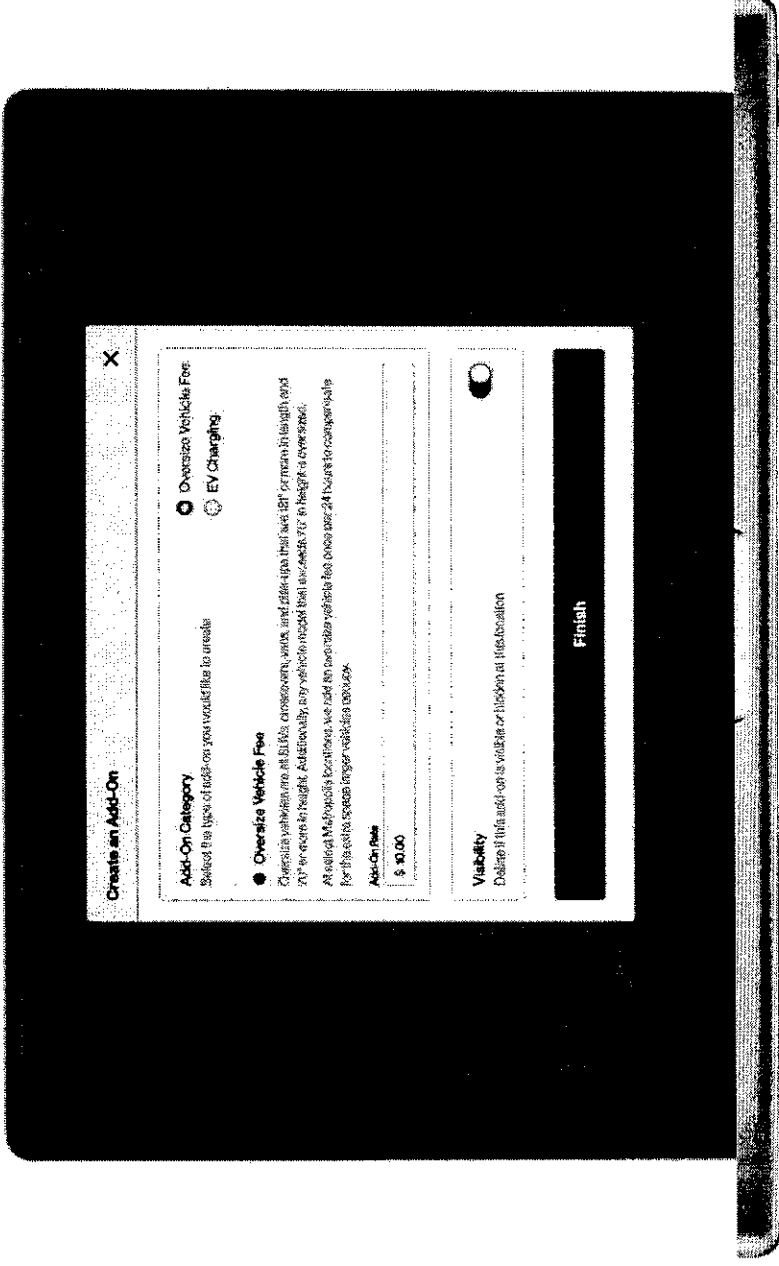 Create an Add-On
X
Add-On Category
Select the type of add-on you would like to create
Oversize Vehicle Fee
EV Charging
Oversize Vehicle Fee
Oversize vehicles are all SUVs, crossovers, vans, and pick-ups that are 181" or more in length and
70" or more in height. Additionally, any vehicle model that exceeds 70" in height is oversized.
At select Metropolis locations, we add an oversize vehicle fee once per 24 hours to compensate
for the extra space larger vehicles occupy.
Add-On Rate
$ 10.00
Visibility
Define if this add-on is visible or hidden at this location
Finish